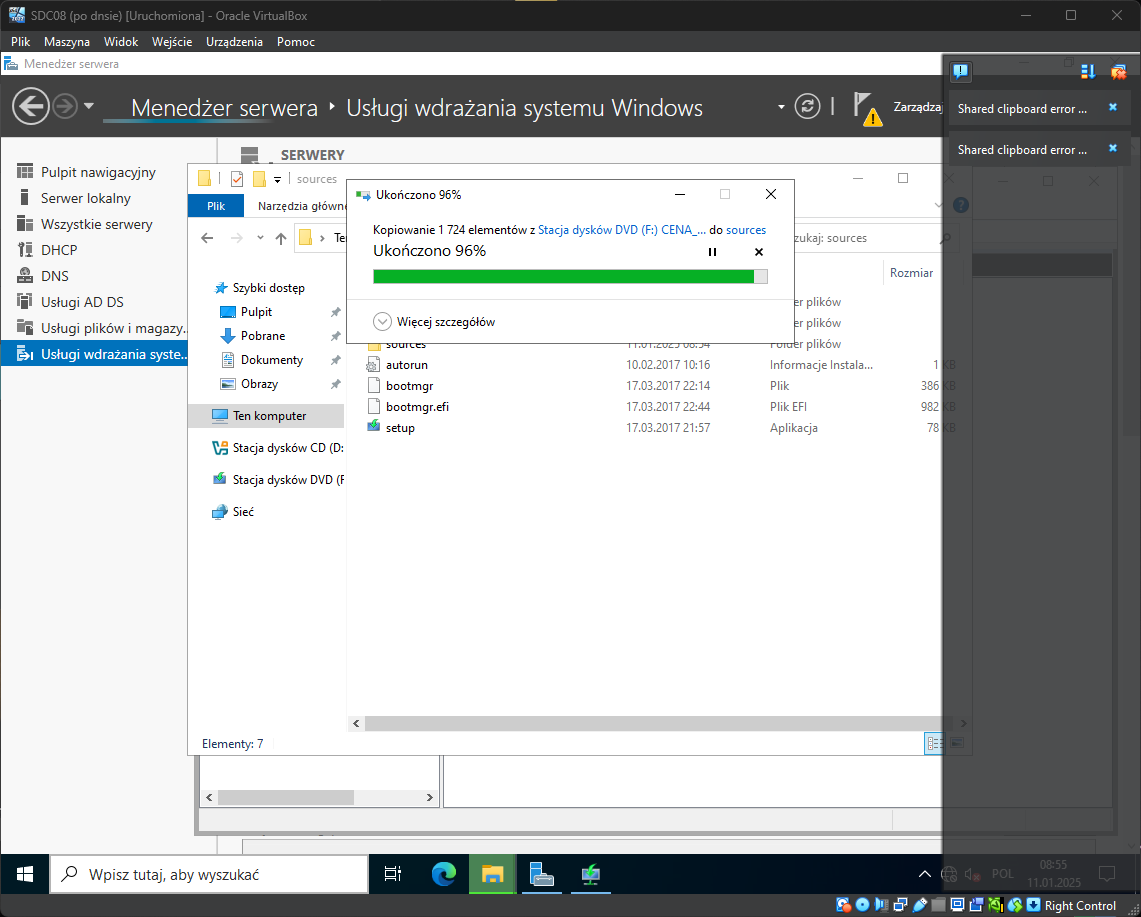 SDC08 (po dnsie) [Uruchomiona] - Oracle VirtualBox
Plik Maszyna Widok Wejście Urządzenia Pomoc
Menedżer serwera
Menedżer serwera Usługi wdrażania systemu Windows
Zarządzaj
Shared clipboard error ...
Shared clipboard error ...
Pulpit nawigacyjny
Serwer lokalny
Wszystkie serwery
DHCP
DNS
Usługi AD DS
Usługi plików i magazy...
Usługi wdrażania syste...
SERWERY
sources
Plik Narzędzia główne
Ukończono 96%
Kopiowanie 1 724 elementów z Stacja dysków DVD (F:) CENA_... do sources
Ukończono 96%
Więcej szczegółów
zukaj: sources
Rozmiar
Szybki dostęp
Pulpit
Pobrane
Dokumenty
Obrazy
Ten komputer
Stacja dysków CD (D:
Stacja dysków DVD (F
Sieć
er plików
er plików
sources 11.01.2025 08:54 Folder plików
autorun 10.02.2017 10:16 Informacje Instala... 1 KB
bootmgr 17.03.2017 22:14 Plik 386 KB
bootmgr.efi 17.03.2017 22:44 Plik EFI 982 KB
setup 17.03.2017 21:57 Aplikacja 78 KB
Elementy: 7
Wpisz tutaj, aby wyszukać
POL
08:55
11.01.2025
Right Control